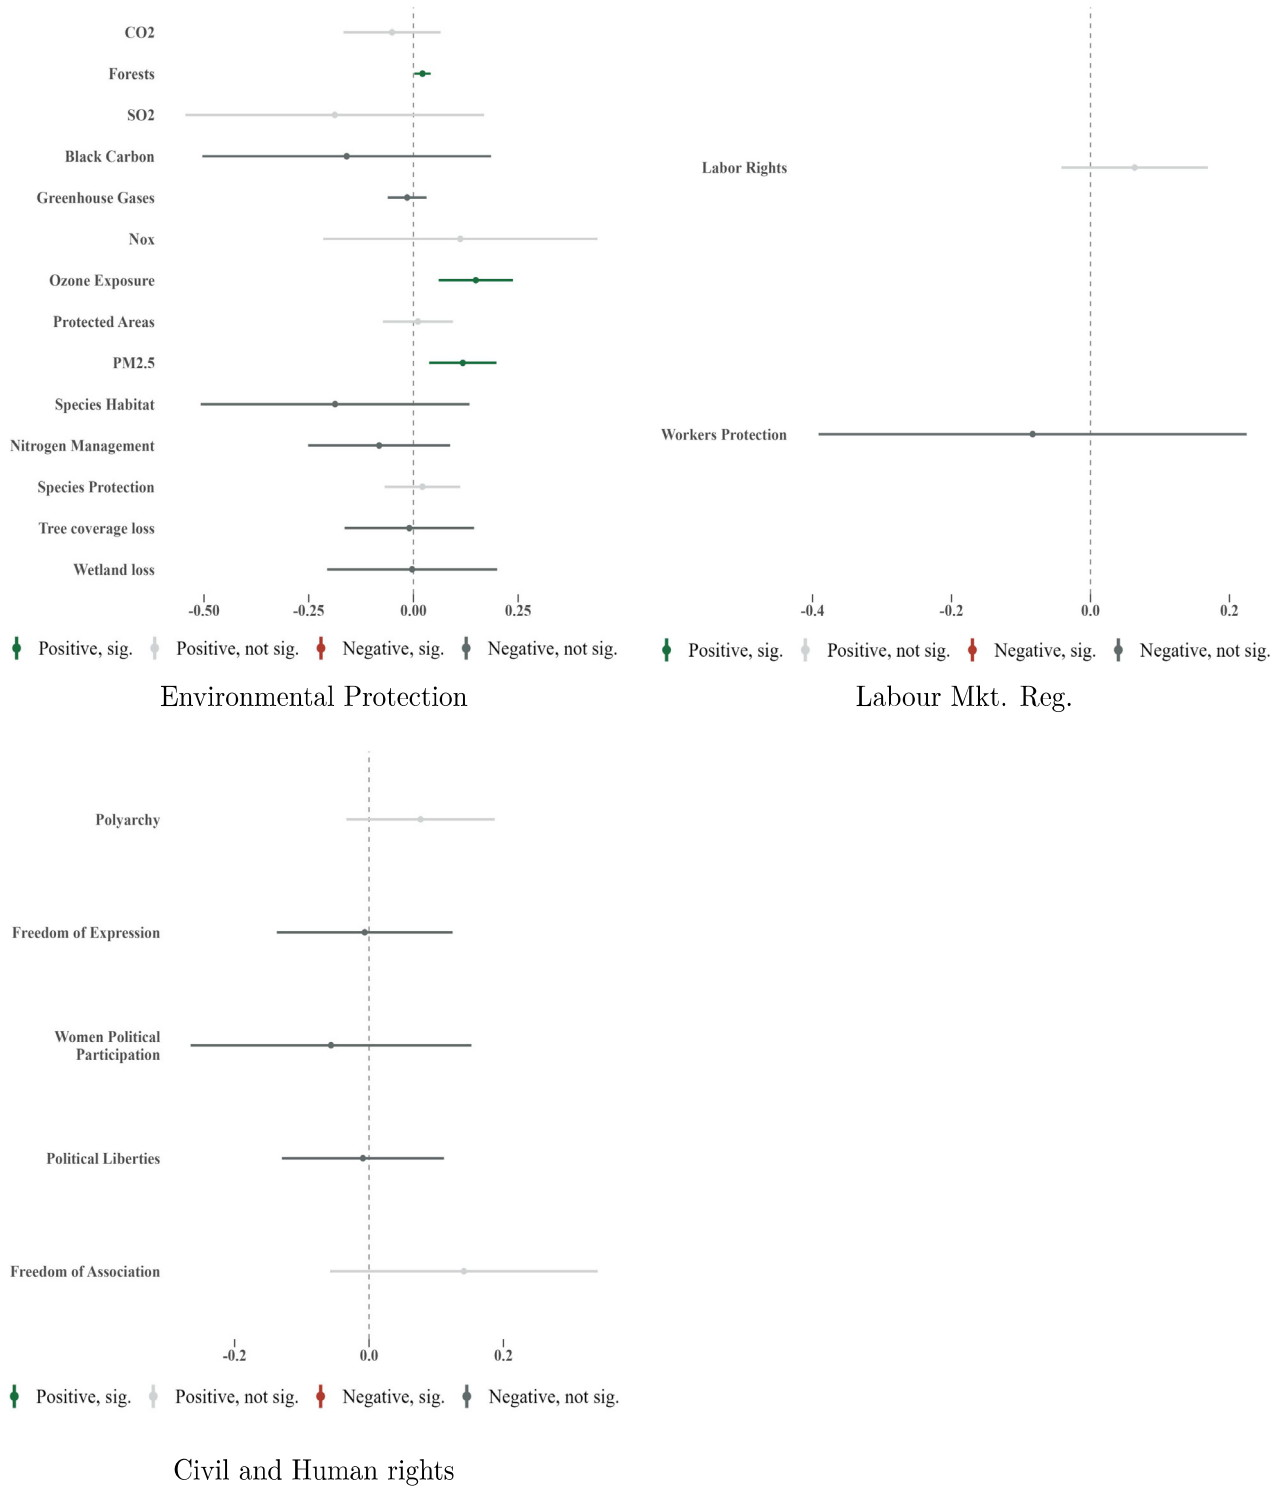 CO2
Forests
SO2
Black Carbon
Greenhouse Gases
Nox
Ozone Exposure
Protected Areas
PM2.5
Species Habitat
Nitrogen Management
Species Protection
Tree coverage loss
Wetland loss
-0.50 -0.25 0.00 0.25
Positive, sig. Positive, not sig. Negative, sig. Negative, not sig.
Environmental Protection
Labor Rights
Workers Protection
-0.4 -0.2 0.0 0.2
Positive, sig. Positive, not sig. Negative, sig. Negative, not sig.
Labour Mkt. Reg.
Polyarchy
Freedom of Expression
Women Political
Participation
Political Liberties
Freedom of Association
-0.2 0.0 0.2
Positive, sig. Positive, not sig. Negative, sig. Negative, not sig.
Civil and Human rights